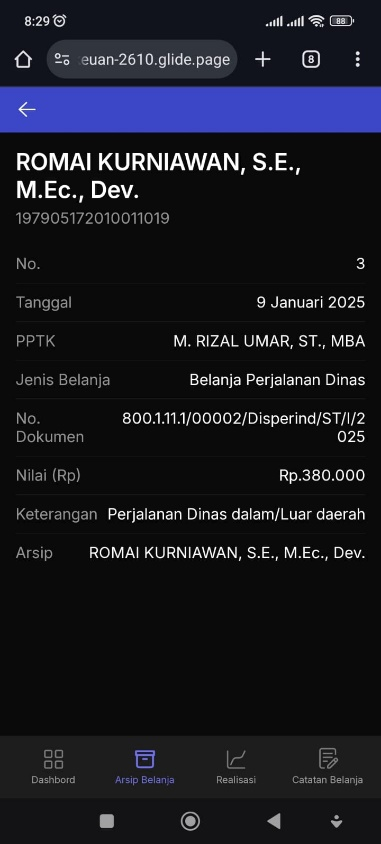 8:29
88
euan-2610.glide.page
8
ROMAI KURNIAWAN, S.E.,
M.Ec., Dev.
197905172010011019
No. 3
Tanggal 9 Januari 2025
PPTK M. RIZAL UMAR, ST., MBA
Jenis Belanja Belanja Perjalanan Dinas
No. 800.1.11.1/00002/Disperind/ST/I/2
Dokumen 025
Nilai (Rp) Rp.380.000
Keterangan Perjalanan Dinas dalam/Luar daerah
Arsip ROMAI KURNIAWAN, S.E., M.Ec., Dev.
Dashbord Arsip Belanja Realisasi Catatan Belanja